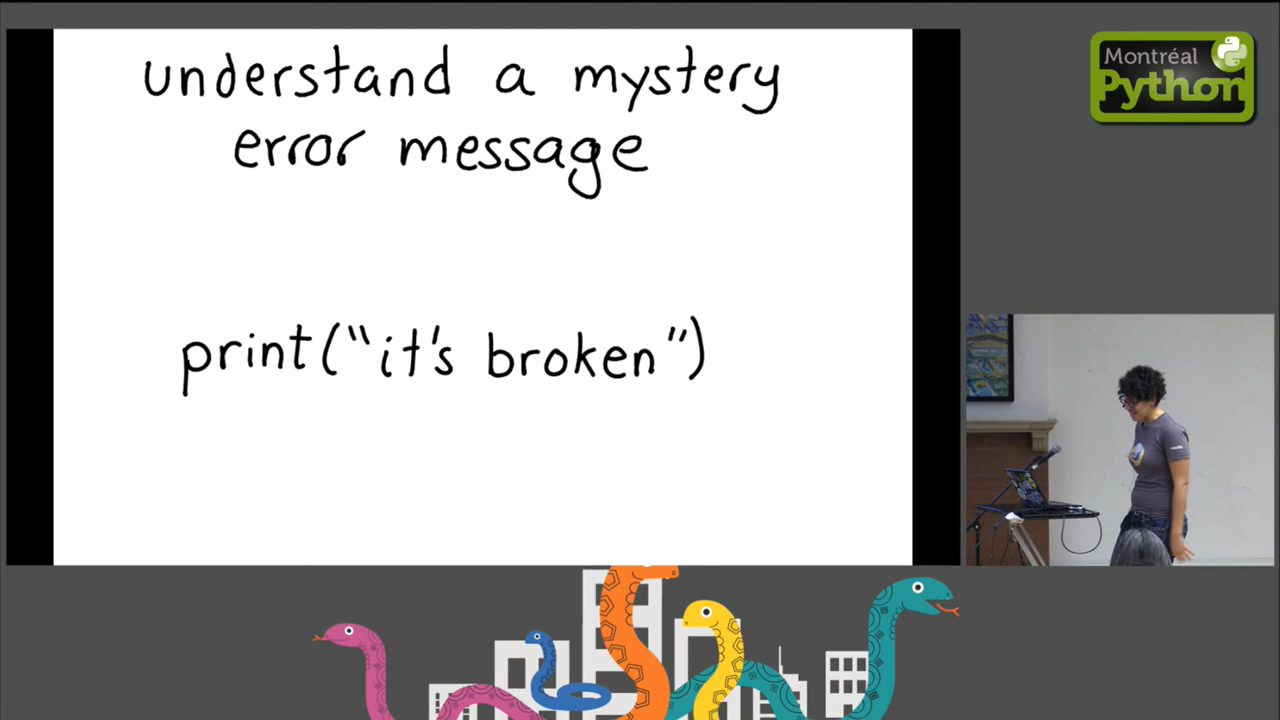 understand a mystery
error message
print("it's broken")
Montréal
Python